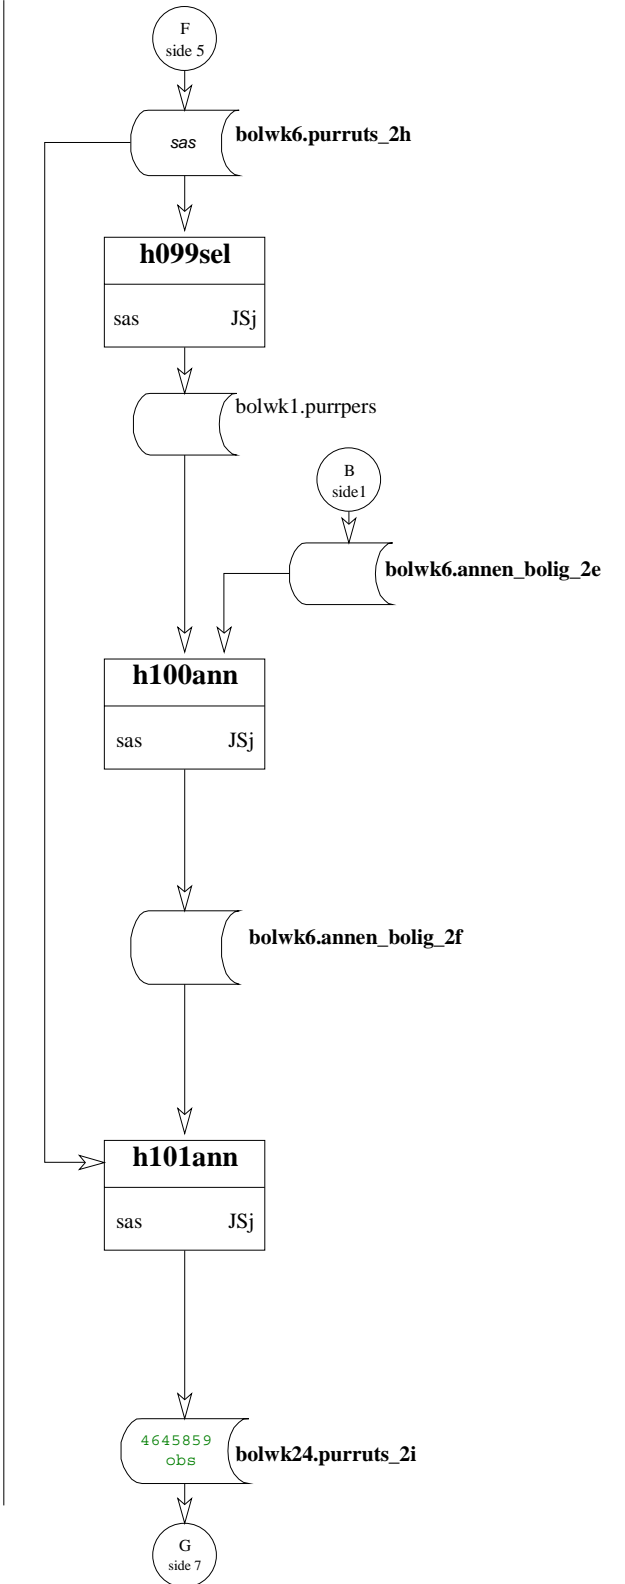 F
side 5
sas
bolwk6.purruts_2h
h099sel
sas JSj
bolwk1.purrpers
B
side1
bolwk6.annen_bolig_2e
h100ann
sas JSj
bolwk6.annen_bolig_2f
h101ann
sas JSj
4645859
obs
bolwk24.purruts_2i
G
side 7